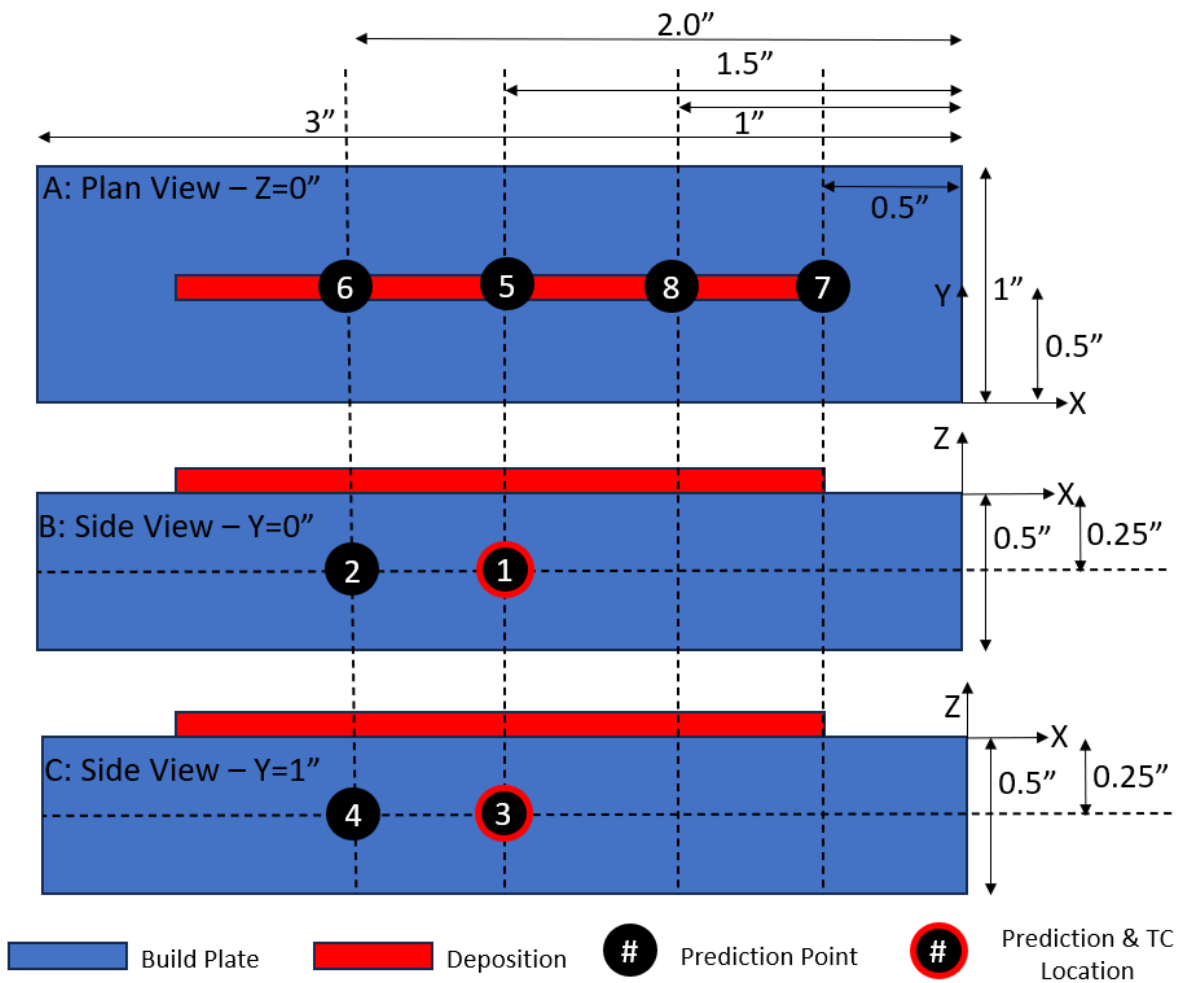 2.0”
1.5”
3”
1”
A: Plan View – Z=0”
0.5”
6
5
8
7
Y
1”
0.5”
X
Z
X
B: Side View – Y=0”
0.5”
0.25”
2
1
Z
X
C: Side View – Y=1”
0.5”
0.25”
4
3
# Prediction Point
# Prediction & TC
Build Plate
Deposition
Location